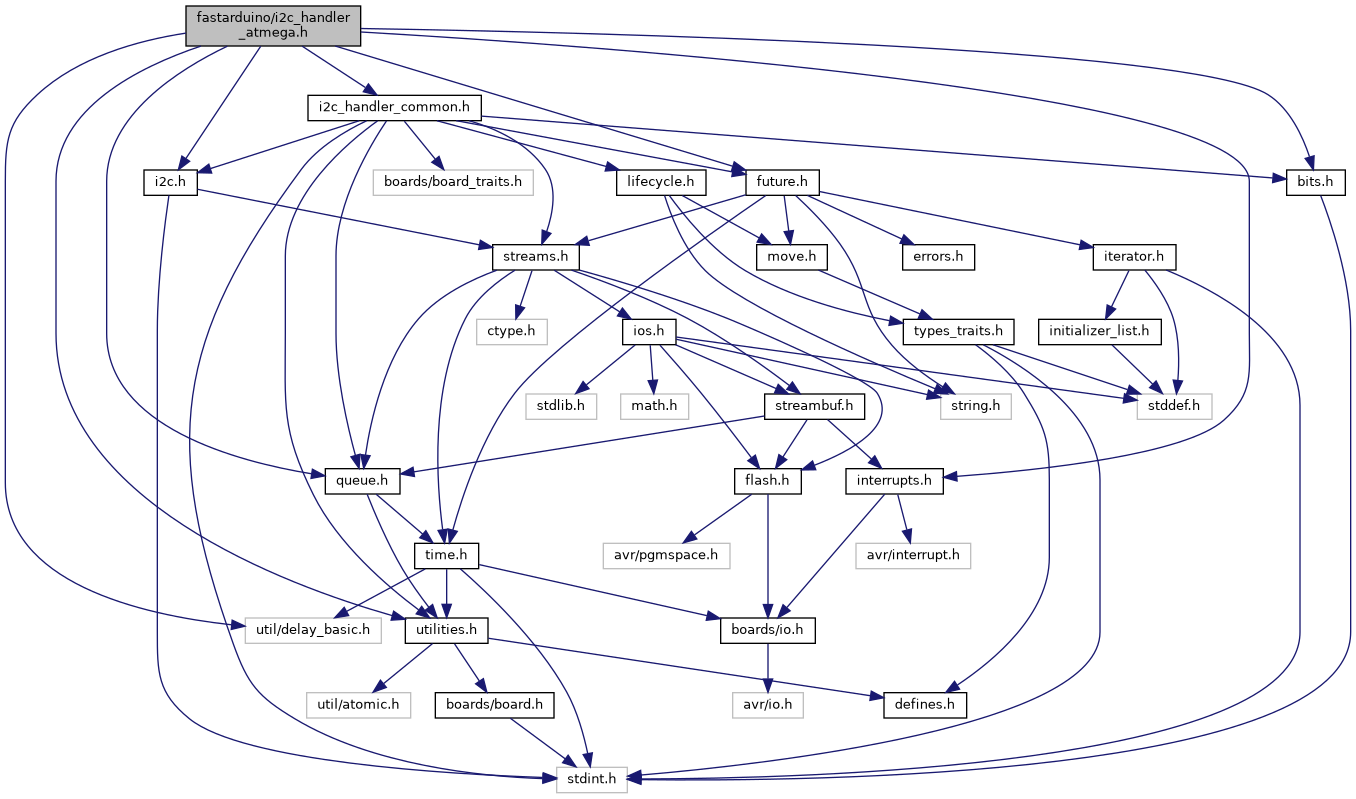 fastarduino/i2c_handler
_atmega.h
i2c_handler_common.h
i2c.h
boards/board_traits.h
lifecycle.h
future.h
bits.h
streams.h
move.h
errors.h
iterator.h
ctype.h
ios.h
types_traits.h
initializer_list.h
stdlib.h
math.h
streambuf.h
string.h
stddef.h
queue.h
flash.h
interrupts.h
time.h
avr/pgmspace.h
avr/interrupt.h
util/delay_basic.h
utilities.h
boards/io.h
util/atomic.h
boards/board.h
avr/io.h
defines.h
stdint.h